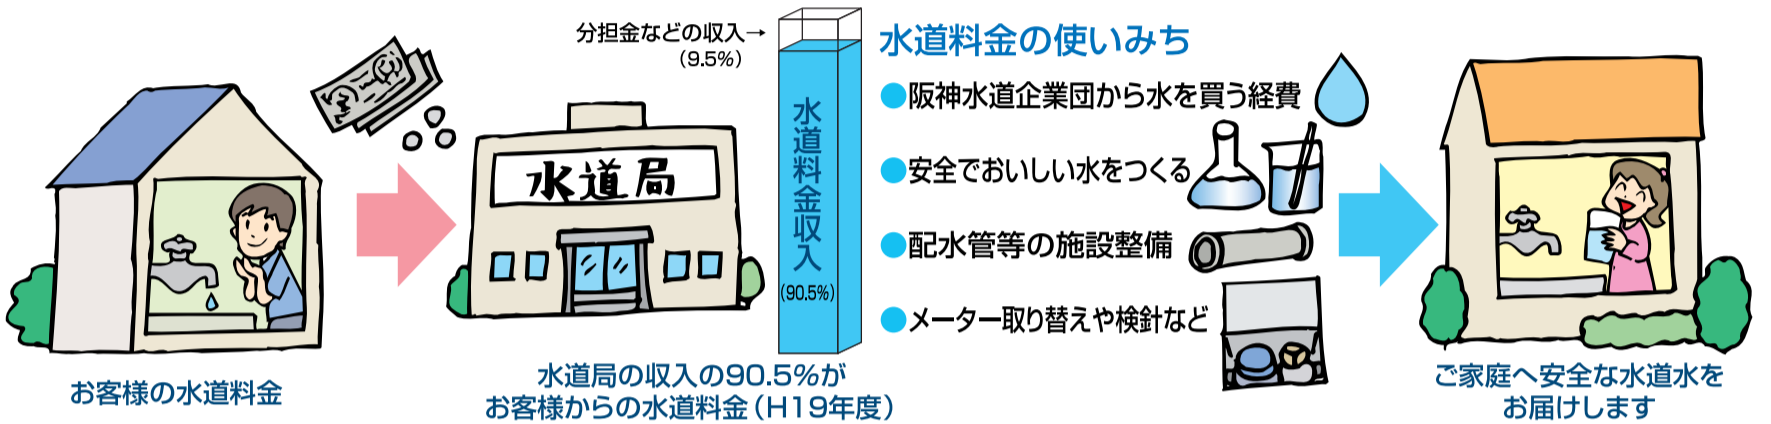 お客様の水道料金
水道局
水道局の収入の90.5%が
お客様からの水道料金(H19年度)
分担金などの収入→
(9.5%)
水道料金収入
(90.5%)
水道料金の使いみち
●阪神水道企業団から水を買う経費
●安全でおいしい水をつくる
●配水管等の施設整備
●メーター取り替えや検針など
ご家庭へ安全な水道水を
お届けします